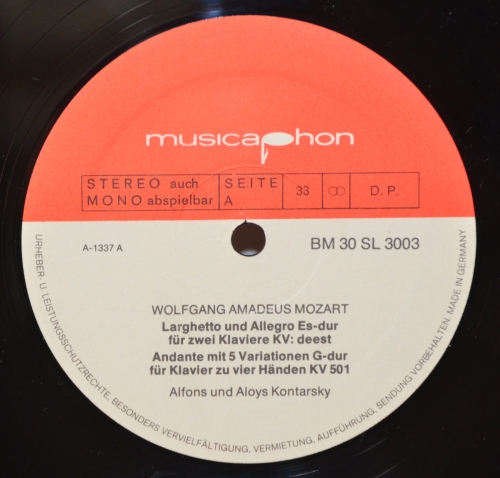 musicaphon
STEREO auch
MONO abspielbar
SEITE
A
33
D. P.
A-1337 A
BM 30 SL 3003
WOLFGANG AMADEUS MOZART
Larghetto und Allegro Es-dur
für zwei Klaviere KV: deest
Andante mit 5 Variationen G-dur
für Klavier zu vier Händen KV 501
Alfons und Aloys Kontarsky
URHEBER- U. LEISTUNGSSCHUTZRECHTE, BESONDERS VERVIELFÄLTIGUNG, VERMIETUNG, AUFFÜHRUNG, SENDUNG VORBEHALTEN. MADE IN GERMANY